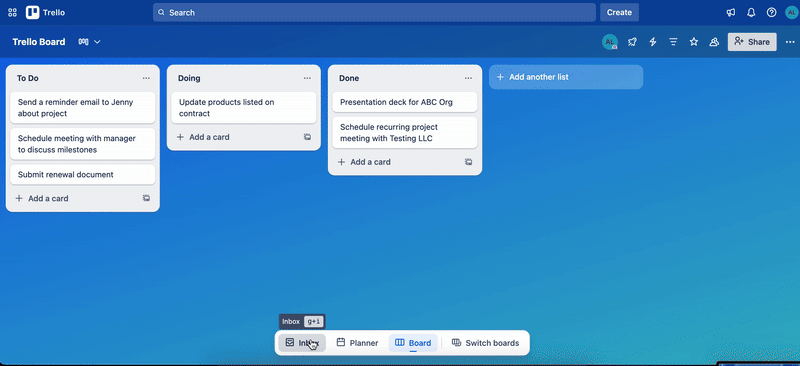 Trello
Search
Create
AL
Trello Board
AL
Share
To Do
Send a reminder email to Jenny
about project
Schedule meeting with manager
to discuss milestones
Submit renewal document
Add a card
Doing
Update products listed on
contract
Add a card
Done
Presentation deck for ABC Org
Schedule recurring project
meeting with Testing LLC
Add a card
Add another list
Inbox g+i
Inbox
Planner
Board
Switch boards